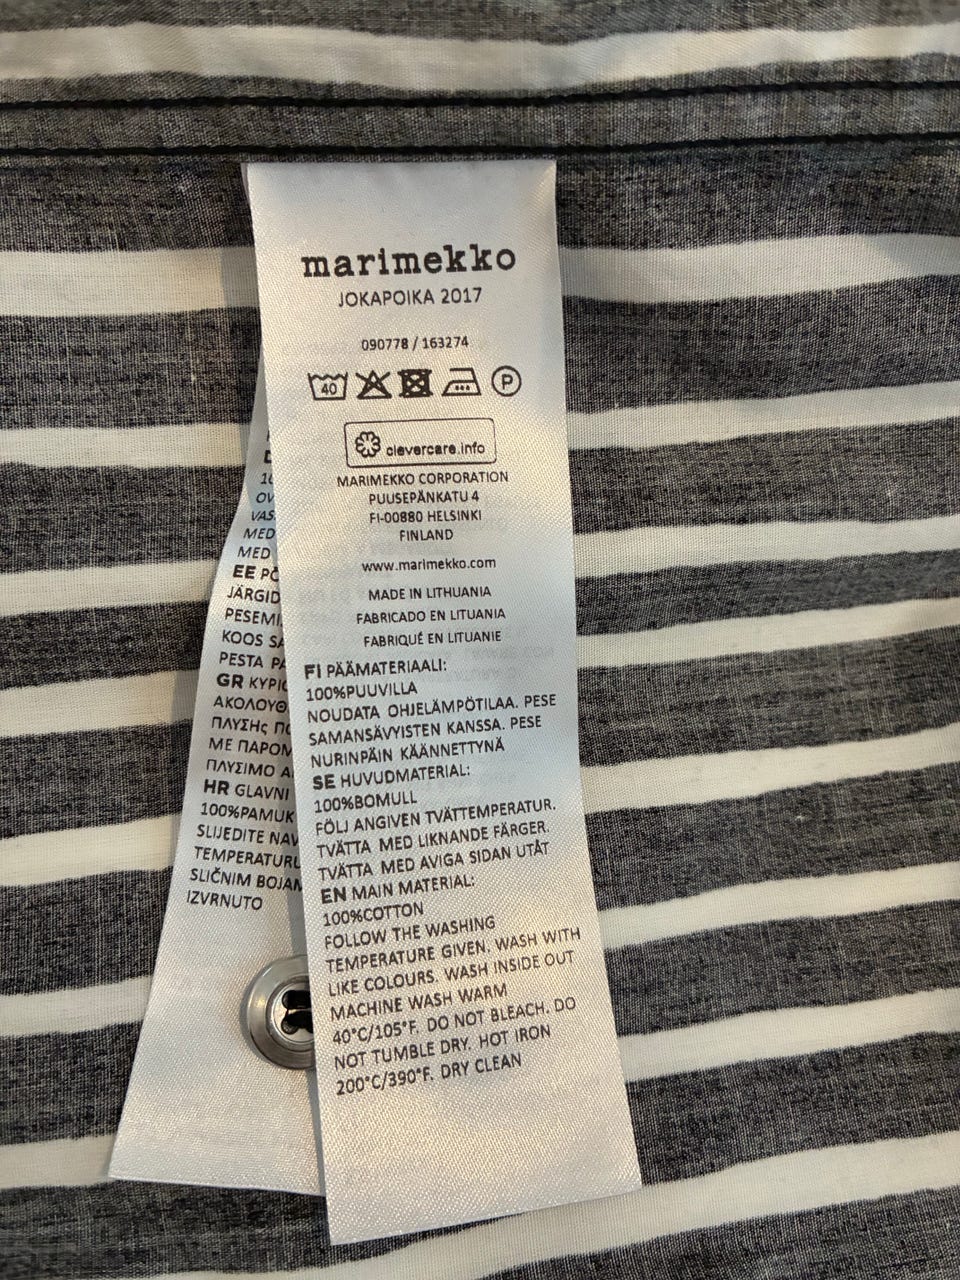 marimekko
JOKAPOIKA 2017
090778 / 163274
40 P
clevercare.info
MARIMEKKO CORPORATION
PUUSEPÄNKATU 4
FI-00880 HELSINKI
FINLAND
www.marimekko.com
MADE IN LITHUANIA
FABRICADO EN LITUANIA
FABRIQUÉ EN LITUANIE
FI PÄÄMATERIAALI:
100%PUUVILLA
NOUDATA OHJELÄMPÖTILAA. PESE
SAMANSÄVYISTEN KANSSA. PESE
NURINPÄIN KÄÄNNETTYNÄ
SE HUVUDMATERIAL:
100%BOMULL
FÖLJ ANGIVEN TVÄTTEMPERATUR.
TVÄTTA MED LIKNANDE FÄRGER.
TVÄTTA MED AVIGA SIDAN UTÅT
EN MAIN MATERIAL:
100%COTTON
FOLLOW THE WASHING
TEMPERATURE GIVEN. WASH WITH
LIKE COLOURS. WASH INSIDE OUT
MACHINE WASH WARM
40°C/105°F. DO NOT BLEACH. DO
NOT TUMBLE DRY. HOT IRON
200°C/390°F. DRY CLEAN
MED
MED
EE
JÄRGID
PESEMI
KOOS
PESTA
GR ΚΥΡΙ
ΑΚΟΛΟΥΘ
ΠΛΥΣΗς
ΜΕ ΠΑΡΟΜ
ΠΛΥΣΙΜΟ
HR GLAVNI
100%PAMUK
SLIJEDITE NAV
TEMPERATURU
SLIČNIM BOJAM
IZVRNUTO